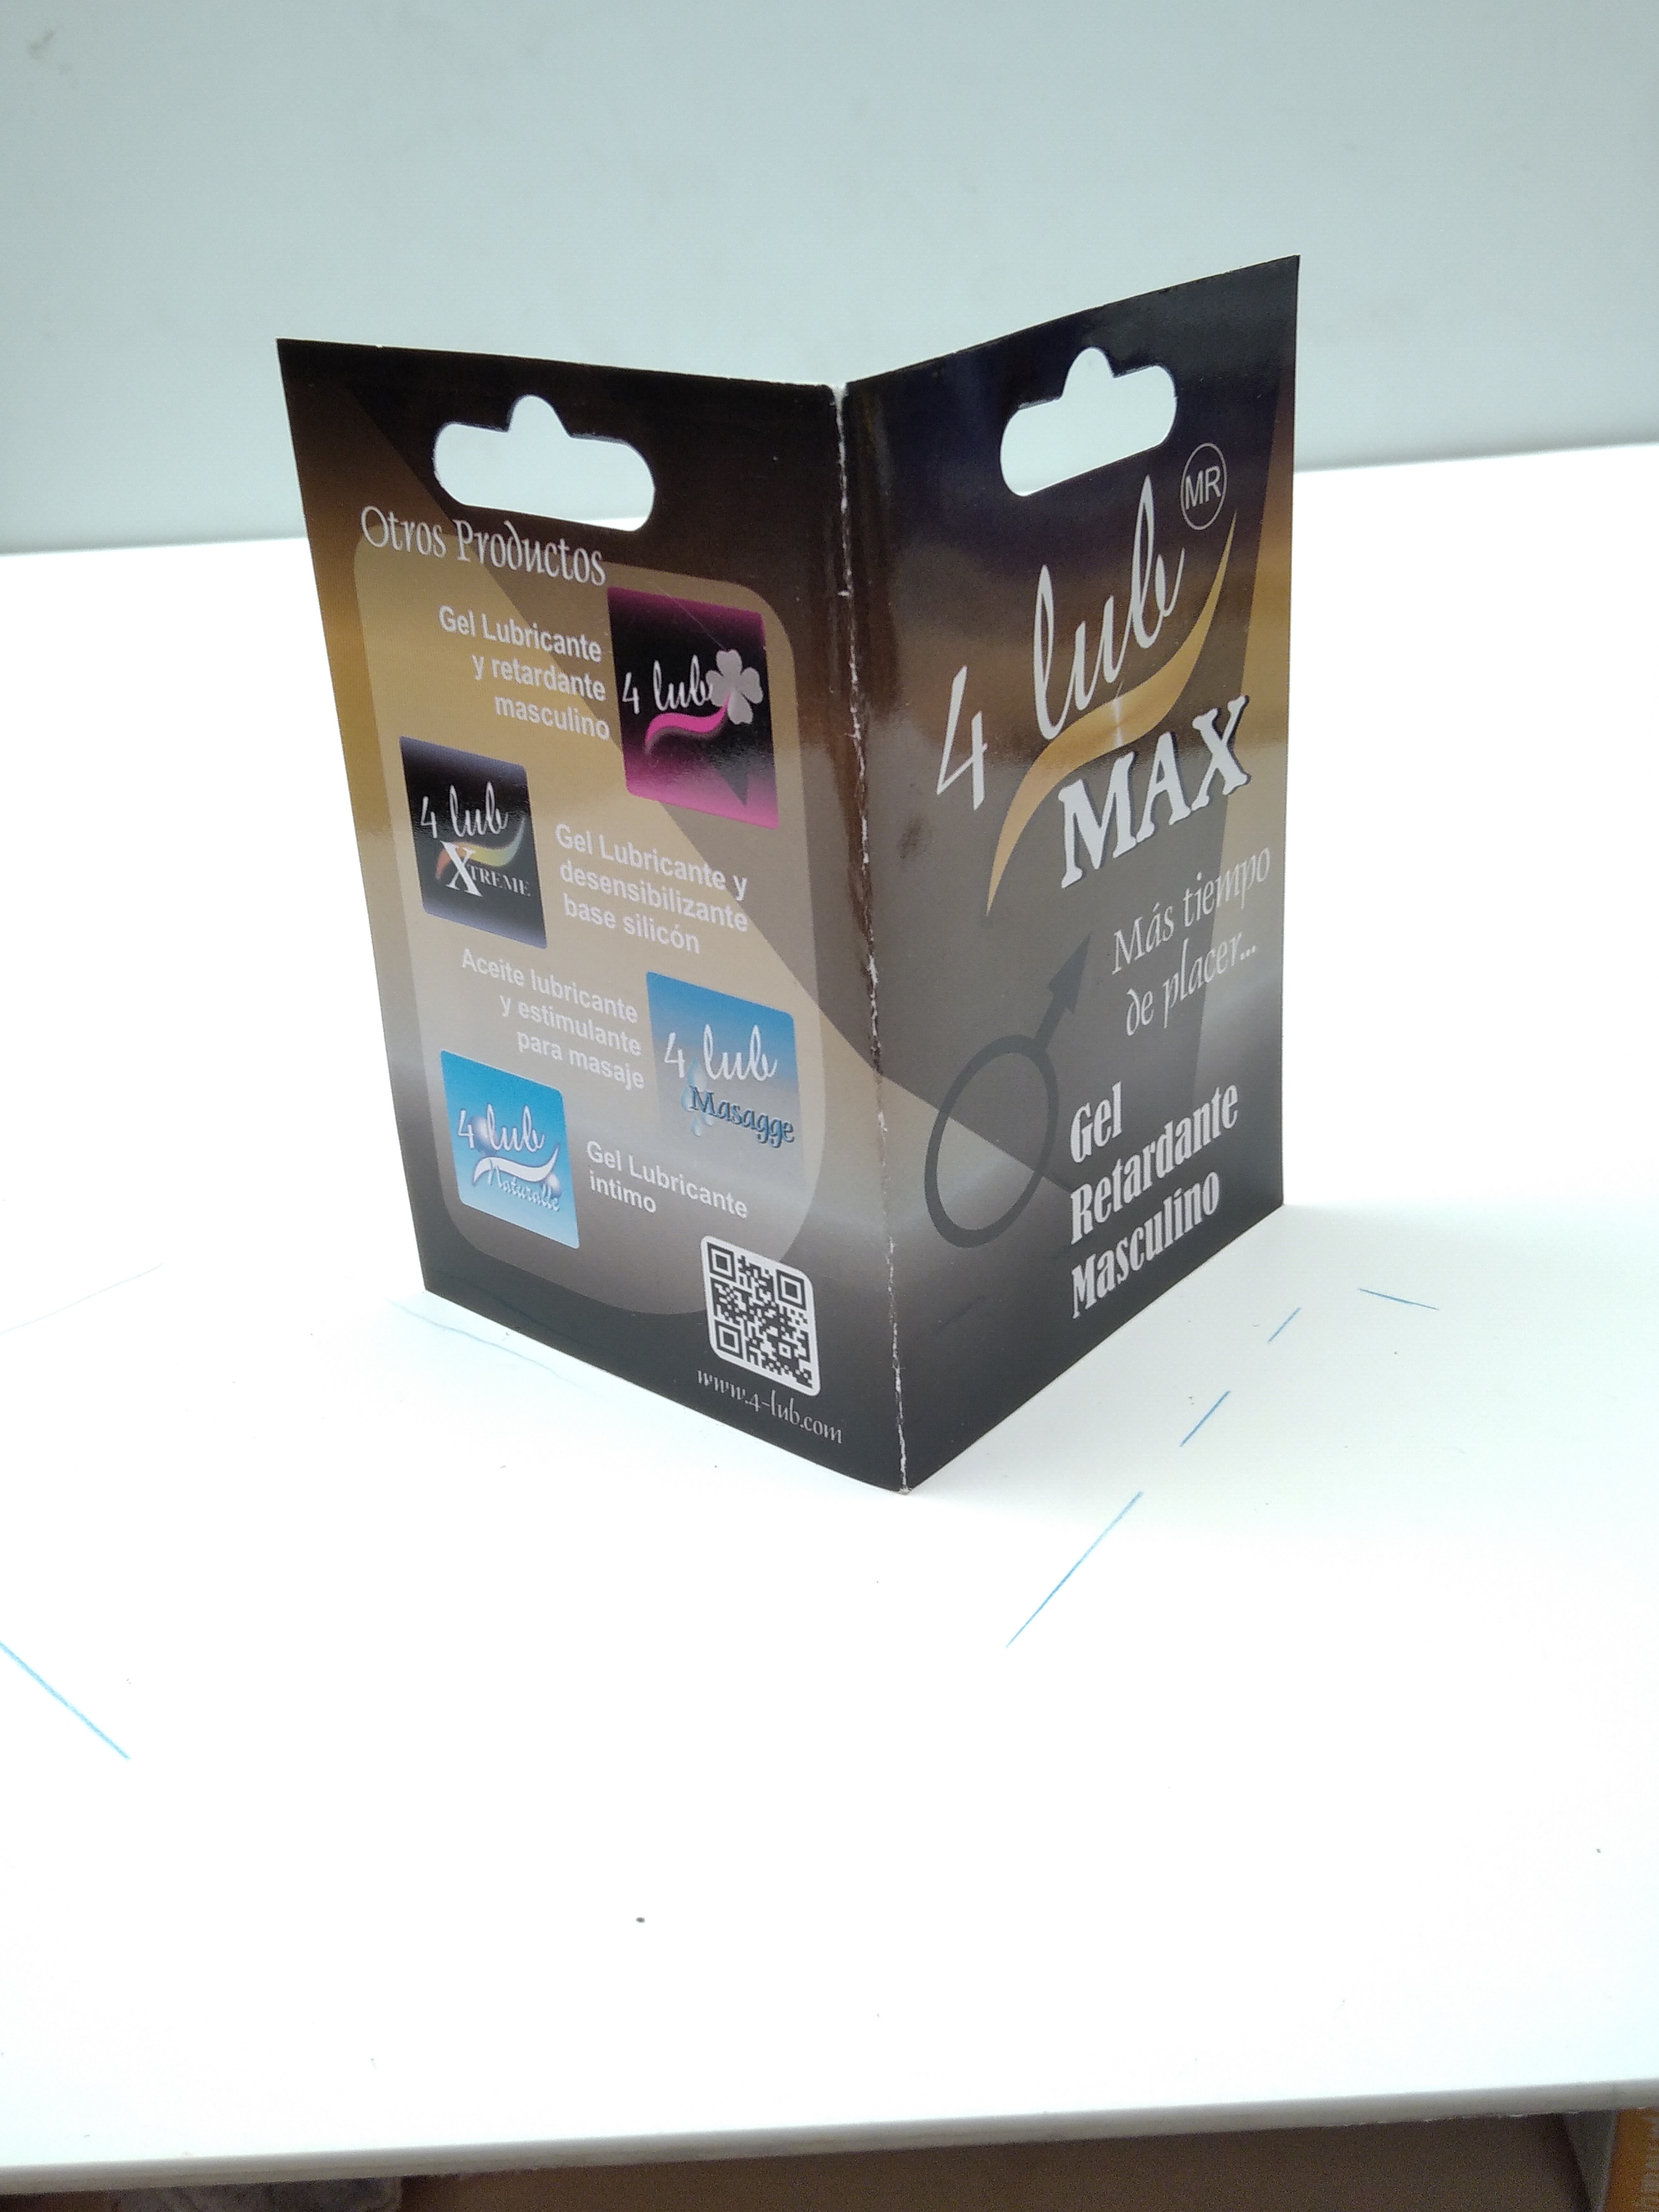 Otros Productos
Gel Lubricante
y retardante
masculino
4 lub
4 lub
XTREME
Gel Lubricante y
desensibilizante
base silicón
Aceite lubricante
y estimulante
para masaje
4 lub
Masagge
4 lub
Naturalle
Gel Lubricante
intimo
www.4-lub.com
4 lub MR
MAX
Más tiempo
de placer...
Gel
Retardante
Masculino